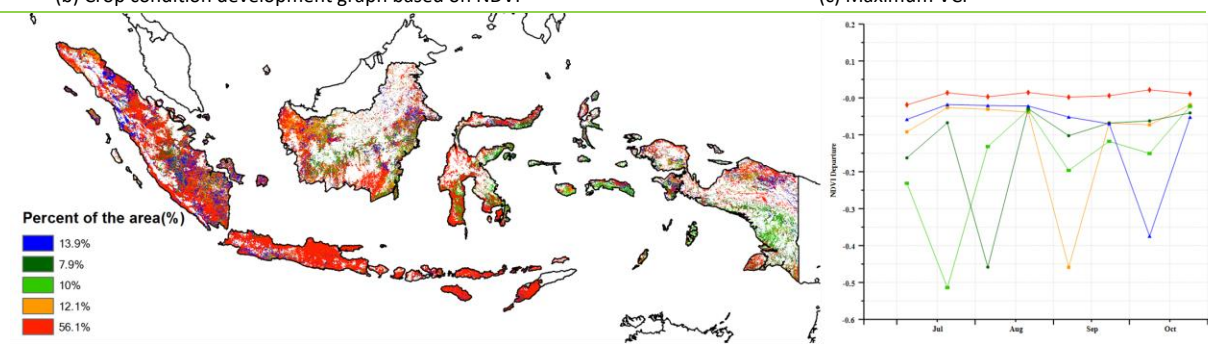 (b) Crop condition development graph based on NDVI
(c) Maximum VCI
Percent of the area(%)
13.9%
7.9%
10%
12.1%
56.1%
NDVI Departure
0.2
0.1
-0.0
-0.1
-0.2
-0.3
-0.4
-0.5
-0.6
Jul
Aug
Sep
Oct